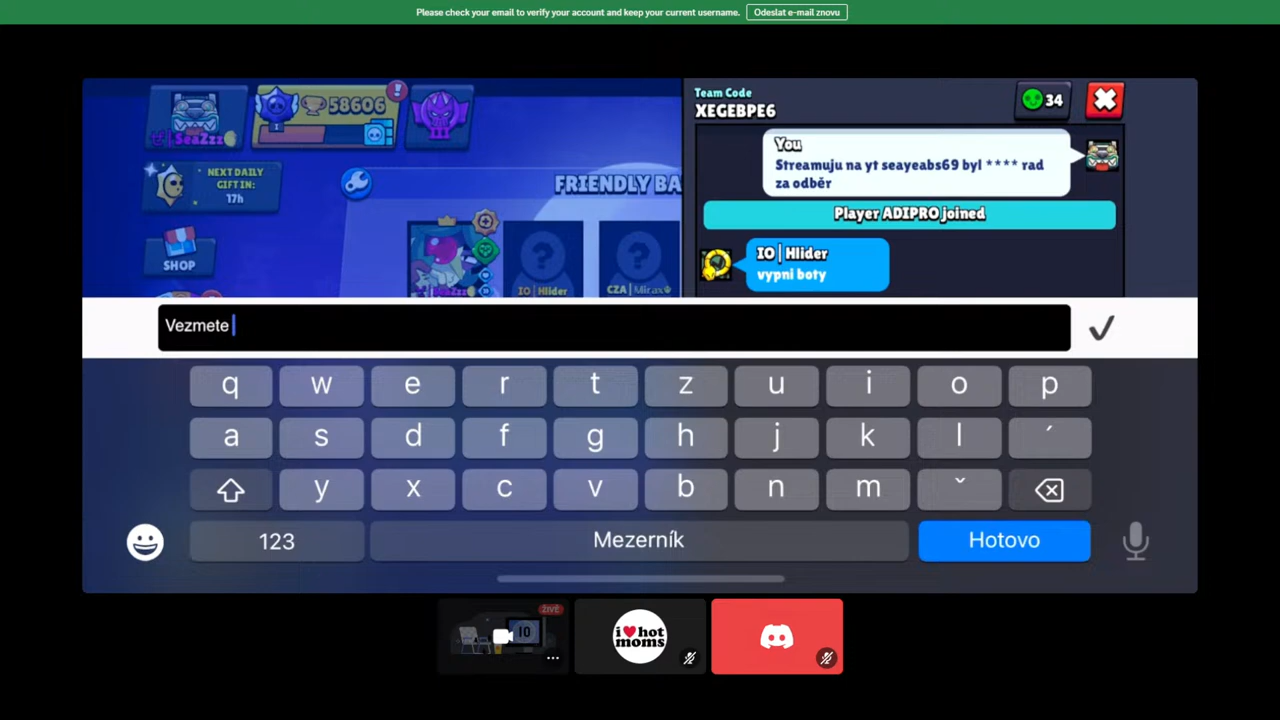 Please check your email to verify your account and keep your current username. Odeslat e-mail znovu
58606
SeaZzz
NEXT DAILY
GIFT IN:
17h
SHOP
FRIENDLY BA
IO | Hlider
CZA | Mirax
Team Code
XEGEBPE6
34
You
Streamuju na yt seayeabs69 byl **** rad
za odběr
Player ADIPRO joined
IO | Hlider
vypni boty
Vezmete
q w e r t z u i o p
a s d f g h j k l ´
y x c v b n m ˇ
123 Mezerník Hotovo
ŽIVĚ
IO
i ♥ hot
moms